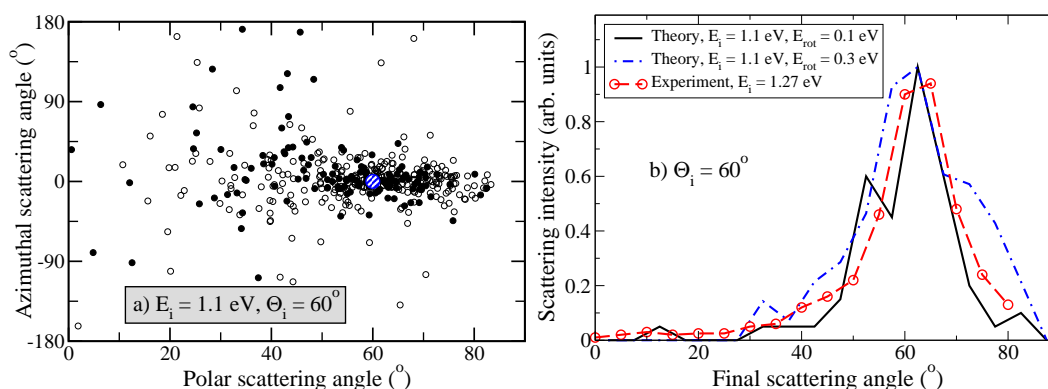 180
90
0
-90
-180
Azimuthal scattering angle (°)
a) E_i = 1.1 eV, Θ_i = 60°
0 20 40 60 80
Polar scattering angle (°)
Theory, E_i = 1.1 eV, E_rot = 0.1 eV
Theory, E_i = 1.1 eV, E_rot = 0.3 eV
Experiment, E_i = 1.27 eV
1
0.8
0.6
0.4
0.2
0
Scattering intensity (arb. units)
b) Θ_i = 60°
0 20 40 60 80
Final scattering angle (°)